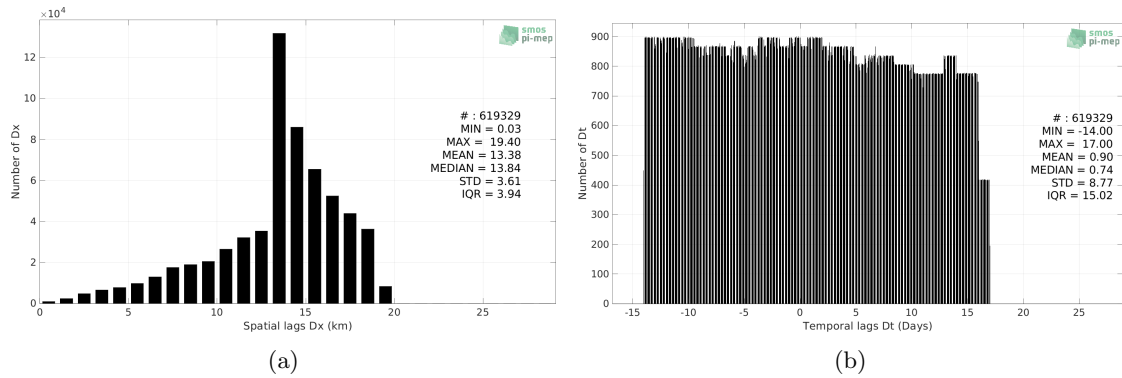 ×10⁴
12
10
8
6
4
2
0
0
5
10
15
20
25
Number of Dx
Spatial lags Dx (km)
smos
pi-mep
# : 619329
MIN = 0.03
MAX = 19.40
MEAN = 13.38
MEDIAN = 13.84
STD = 3.61
IQR = 3.94
(a)
900
800
700
600
500
400
300
200
100
0
-15
-10
-5
0
5
10
15
20
25
Number of Dt
Temporal lags Dt (Days)
smos
pi-mep
# : 619329
MIN = -14.00
MAX = 17.00
MEAN = 0.90
MEDIAN = 0.74
STD = 8.77
IQR = 15.02
(b)